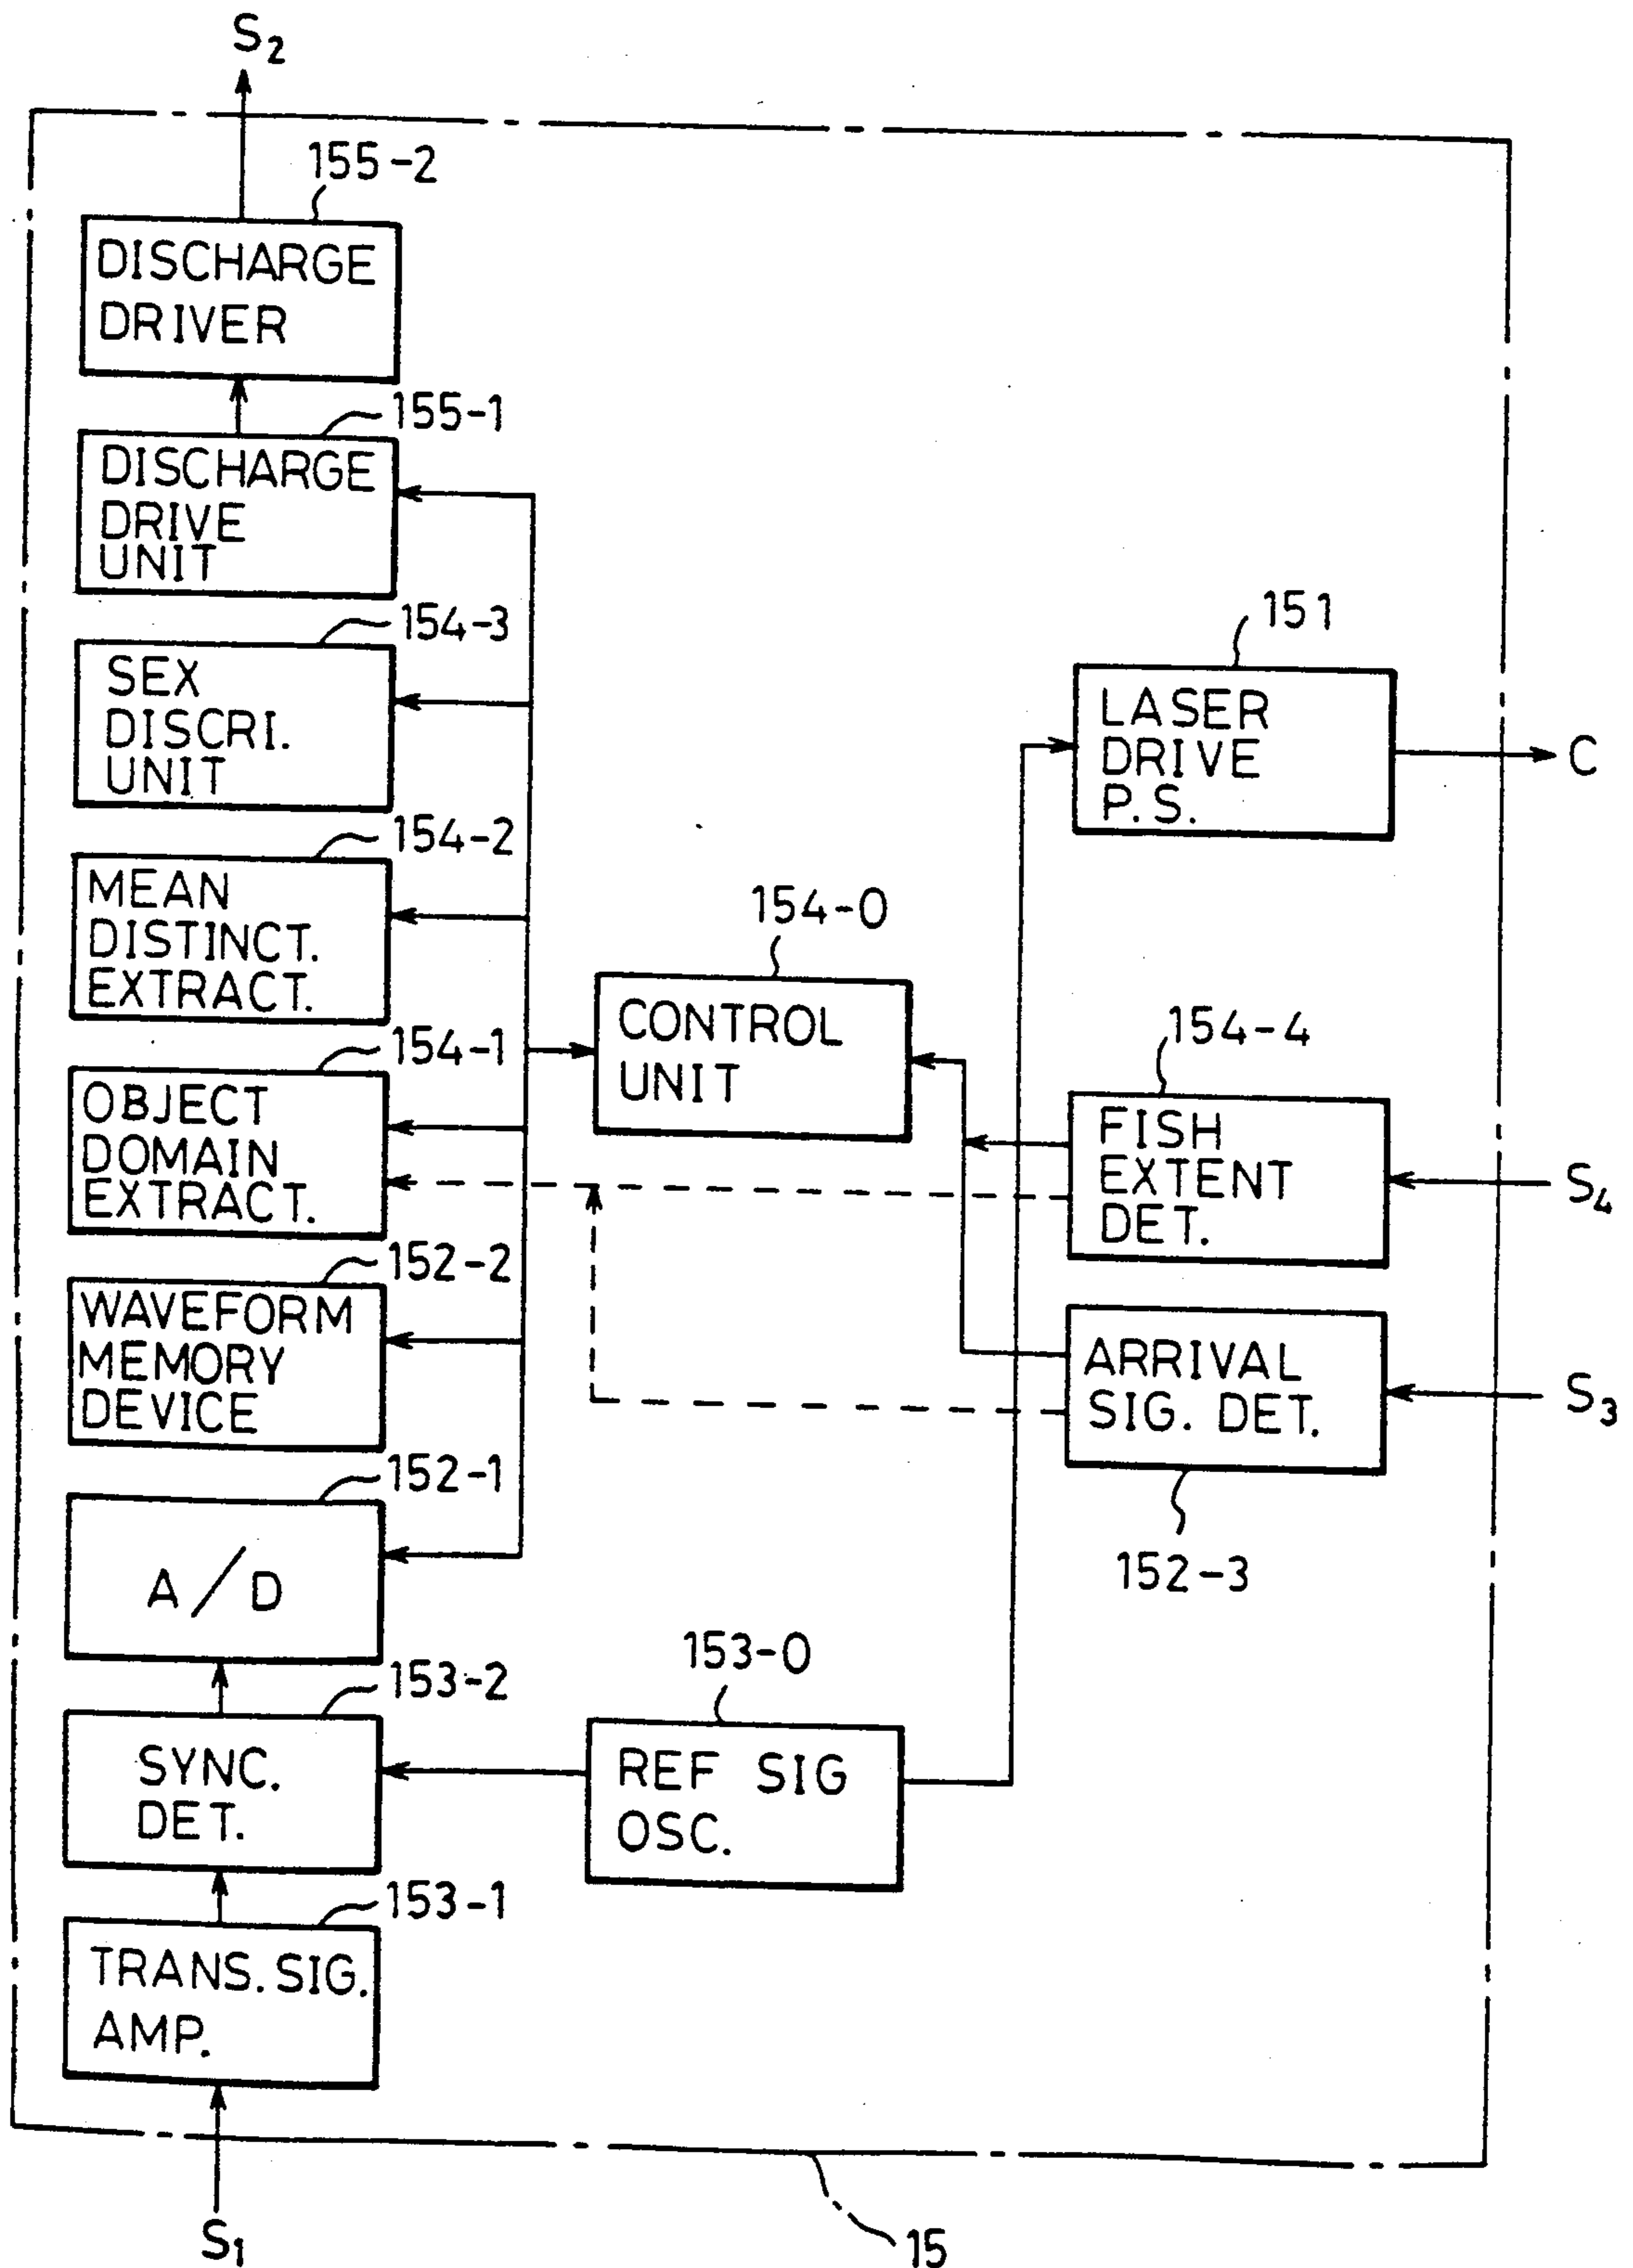 S2
155-2
DISCHARGE
DRIVER
155-1
DISCHARGE
DRIVE
UNIT
154-3
SEX
DISCRI.
UNIT
151
LASER
DRIVE
P.S.
C
154-2
MEAN
DISTINCT.
EXTRACT.
154-0
CONTROL
UNIT
154-1
OBJECT
DOMAIN
EXTRACT.
154-4
FISH
EXTENT
DET.
S4
152-2
WAVEFORM
MEMORY
DEVICE
ARRIVAL
SIG. DET.
S3
152-3
152-1
A/D
153-2
SYNC.
DET.
153-0
REF SIG
OSC.
153-1
TRANS. SIG.
AMP.
S1
15